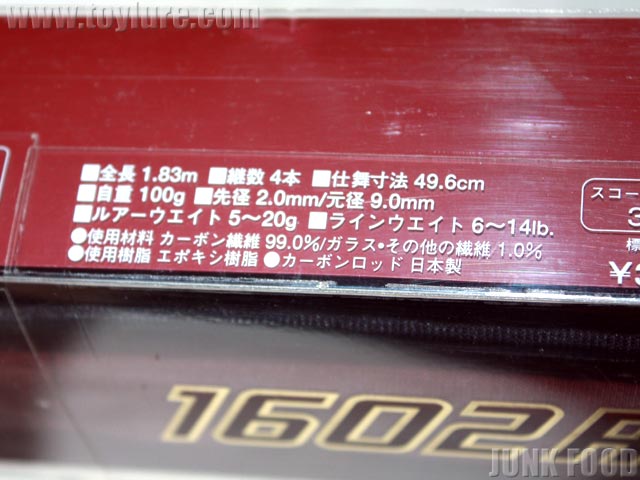 www.toylure.com
■全長 1.83m ■継数 4本 ■仕舞寸法 49.6cm
■自重 100g ■先径 2.0mm/元径 9.0mm
■ルアーウエイト 5〜20g ■ラインウエイト 6〜14lb.
●使用材料 カーボン繊維 99.0%/ガラス・その他の繊維 1.0%
●使用樹脂 エポキシ樹脂 ●カーボンロッド 日本製
スコー
3
標
¥3
1602
JUNK FOOD